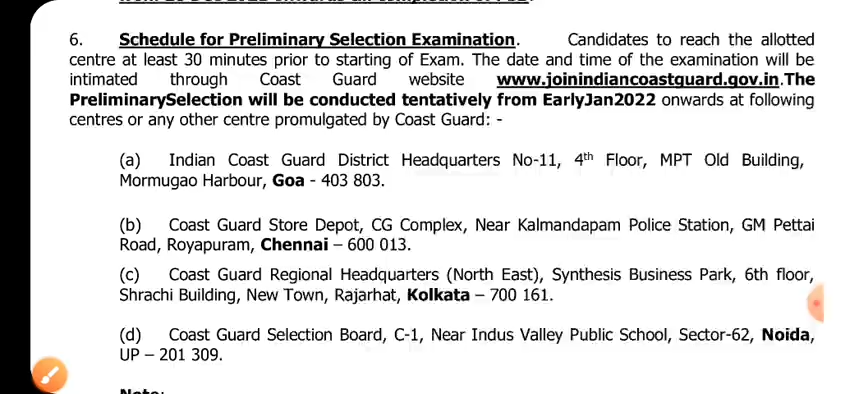 6. Schedule for Preliminary Selection Examination. Candidates to reach the allotted
centre at least 30 minutes prior to starting of Exam. The date and time of the examination will be
intimated through Coast Guard website www.joinindiancoastguard.gov.in.The
PreliminarySelection will be conducted tentatively from EarlyJan2022 onwards at following
centres or any other centre promulgated by Coast Guard: -
(a) Indian Coast Guard District Headquarters No-11, 4th Floor, MPT Old Building,
Mormugao Harbour, Goa - 403 803.
(b) Coast Guard Store Depot, CG Complex, Near Kalmandapam Police Station, GM Pettai
Road, Royapuram, Chennai – 600 013.
(c) Coast Guard Regional Headquarters (North East), Synthesis Business Park, 6th floor,
Shrachi Building, New Town, Rajarhat, Kolkata – 700 161.
(d) Coast Guard Selection Board, C-1, Near Indus Valley Public School, Sector-62, Noida,
UP – 201 309.